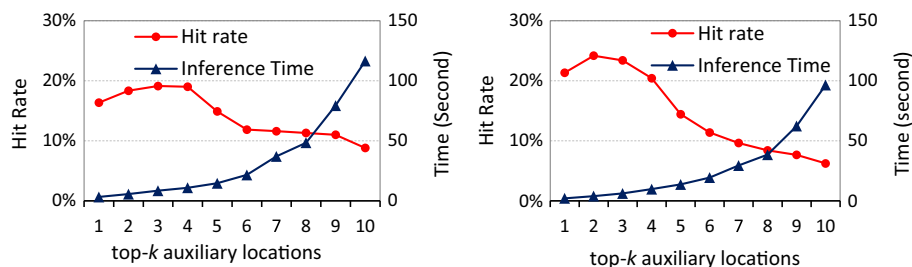 30%
20%
10%
0%
Hit Rate
Hit rate
Inference Time
150
100
50
0
Time (Second)
1 2 3 4 5 6 7 8 9 10
top-k auxiliary locations
30%
20%
10%
0%
Hit Rate
Hit rate
Inference Time
150
100
50
0
Time (second)
1 2 3 4 5 6 7 8 9 10
top-k auxiliary locations